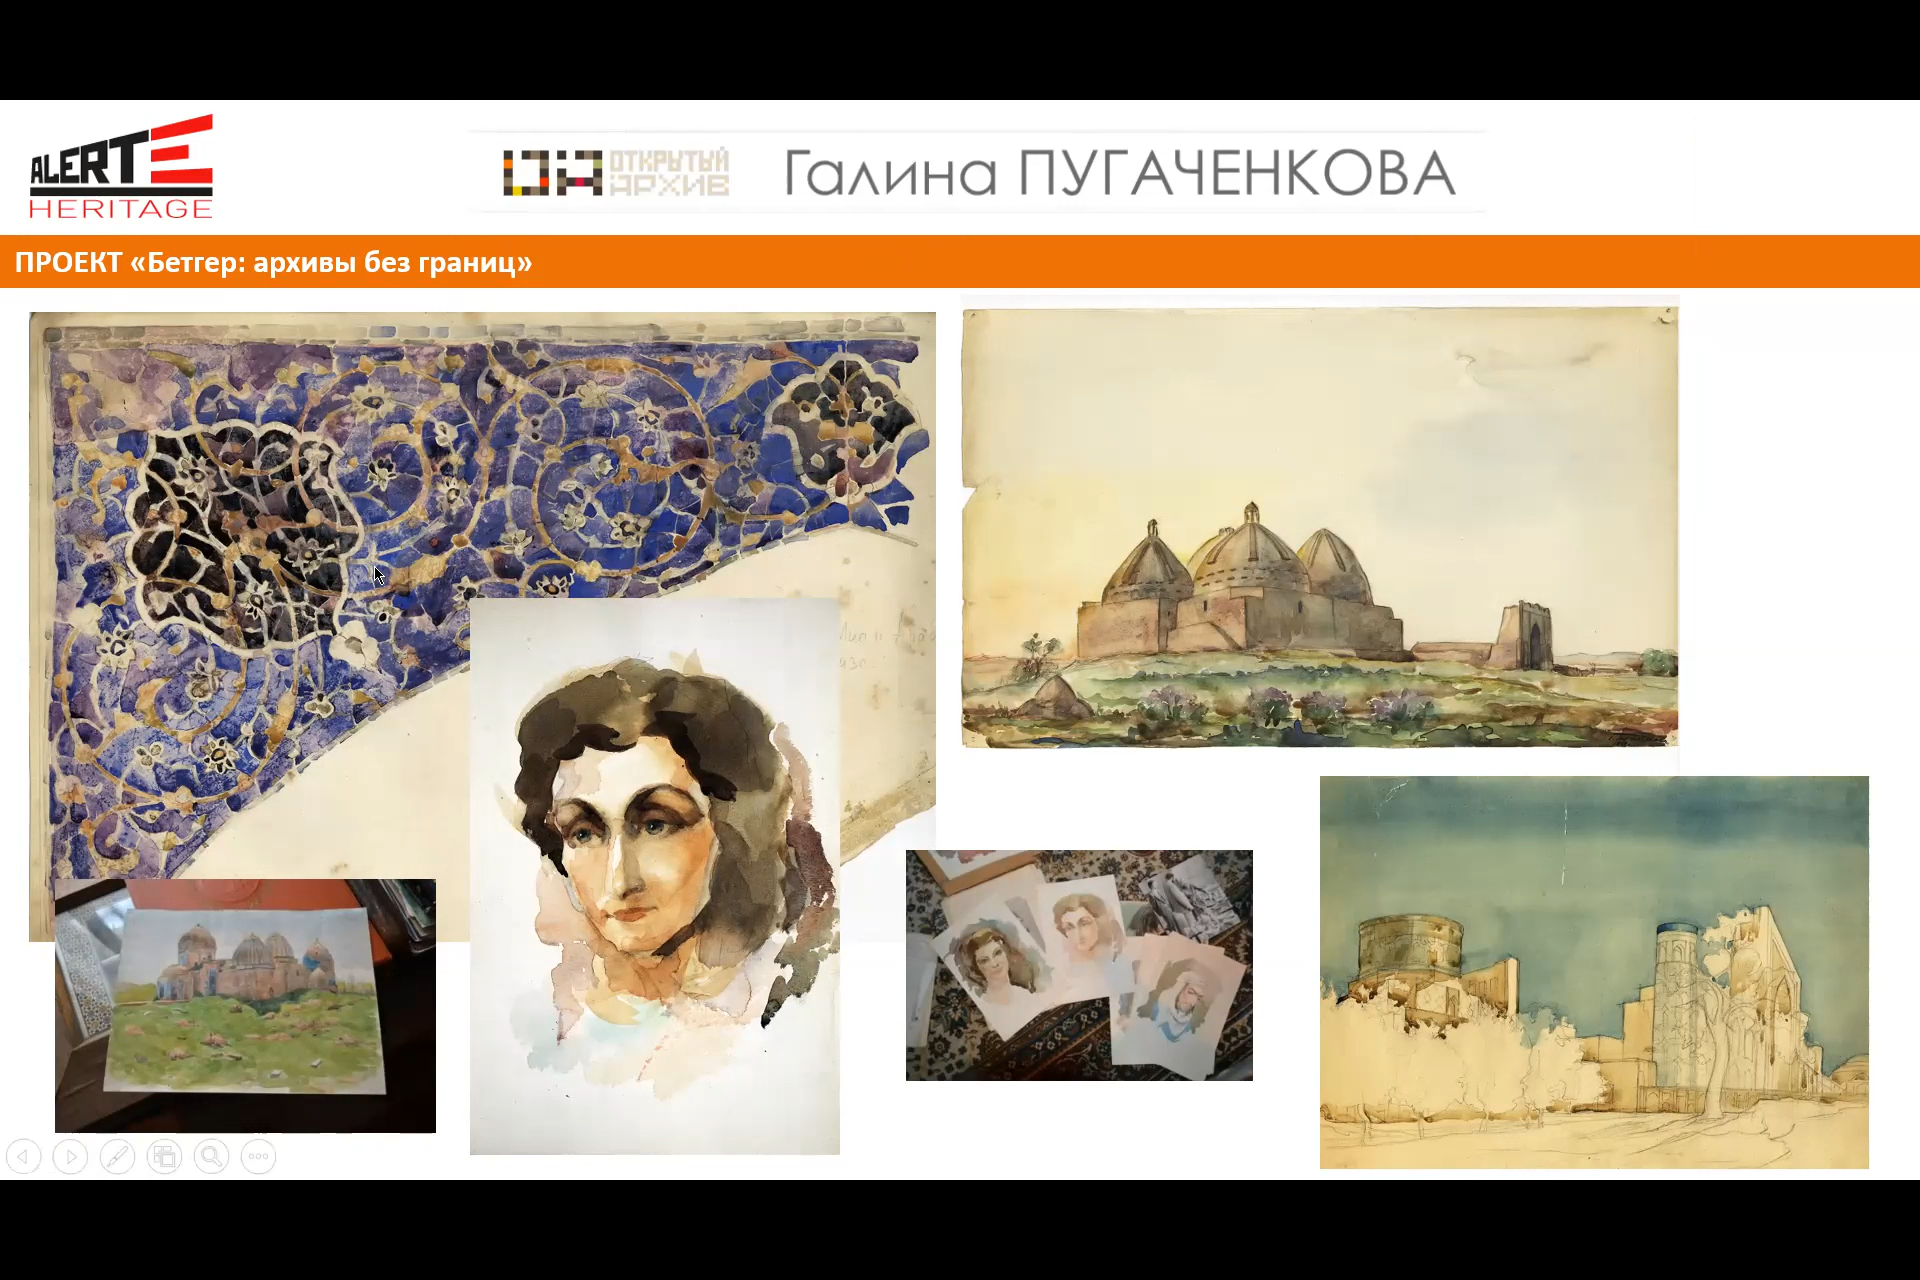 ALERTE
HERITAGE
ОТКРЫТЫЙ
АРХИВ
Галина ПУГАЧЕНКОВА
ПРОЕКТ «Бетгер: архивы без границ»